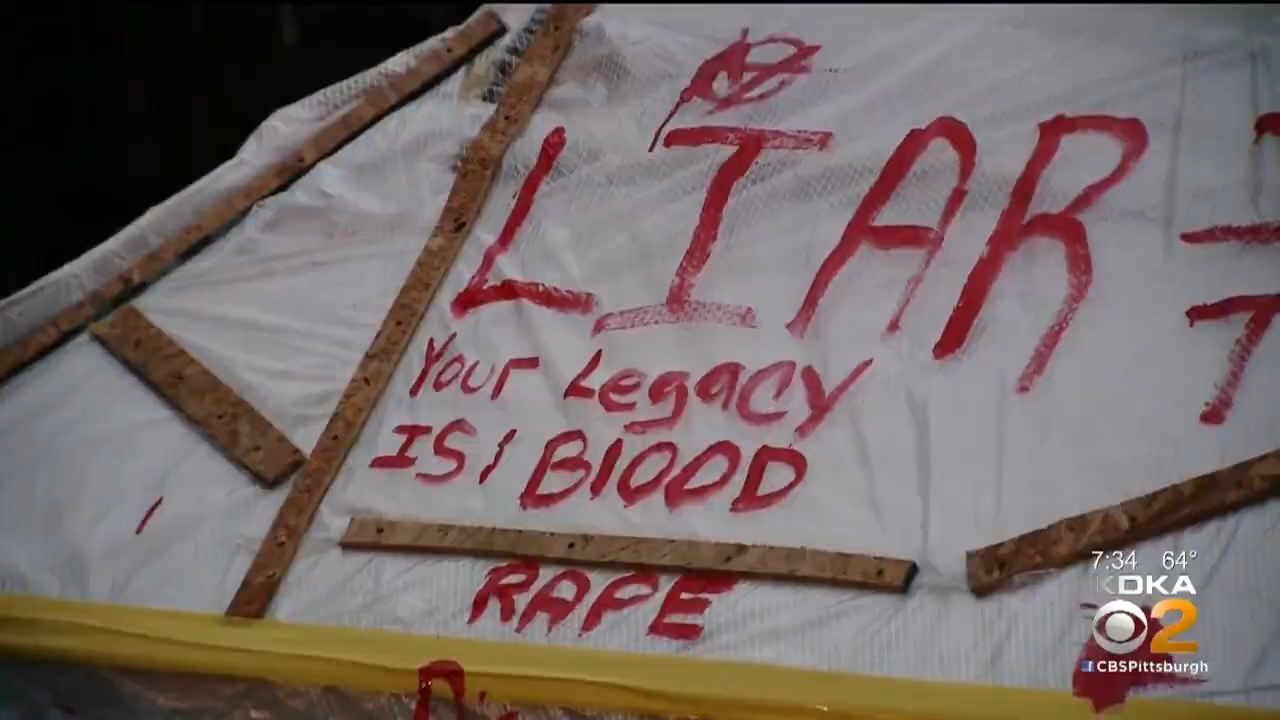 LIAR
Your Legacy
IS BlOOD
RAPE
7:34 64°
KDKA
2
CBSPittsburgh